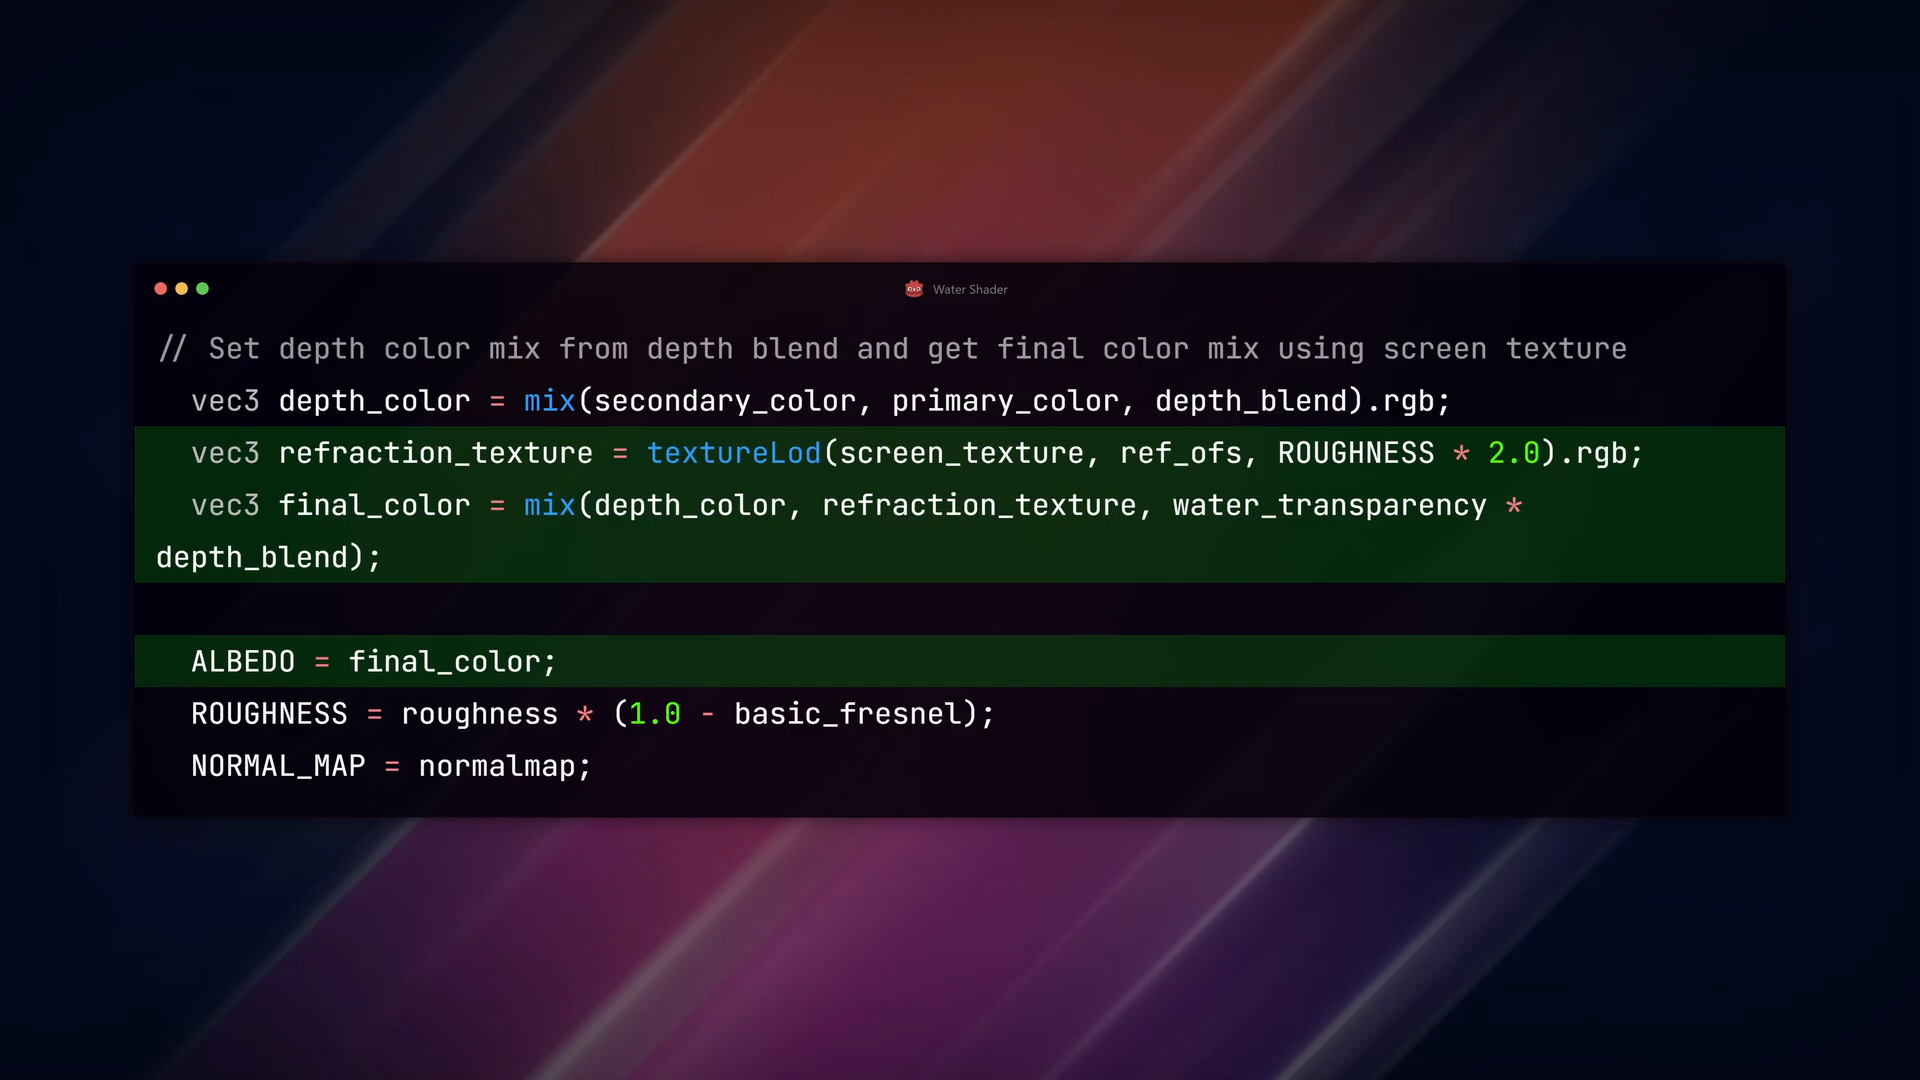 Water Shader
// Set depth color mix from depth blend and get final color mix using screen texture
vec3 depth_color = mix(secondary_color, primary_color, depth_blend).rgb;
vec3 refraction_texture = textureLod(screen_texture, ref_ofs, ROUGHNESS * 2.0).rgb;
vec3 final_color = mix(depth_color, refraction_texture, water_transparency *
depth_blend);
ALBEDO = final_color;
ROUGHNESS = roughness * (1.0 - basic_fresnel);
NORMAL_MAP = normalmap;